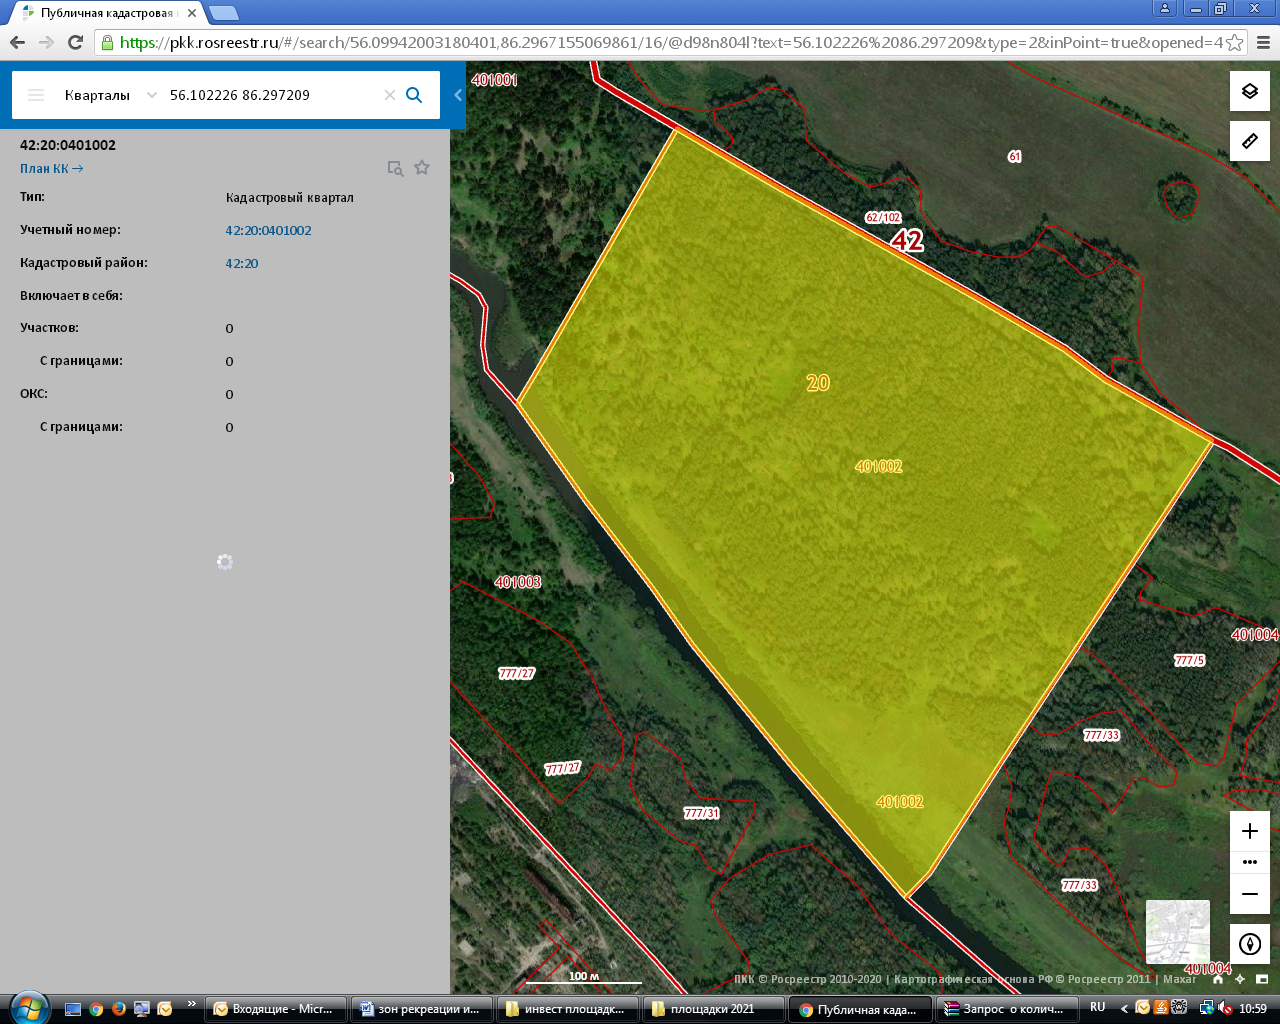 Публичная кадастровая
https://pkk.rosreestr.ru/#/search/56.09942003180401,86.2967155069861/16/@d98n804l?text=56.102226%2086.297209&type=2&inPoint=true&opened=4
Кварталы 56.102226 86.297209
42:20:0401002
План КК →
Тип: Кадастровый квартал
Учетный номер: 42:20:0401002
Кадастровый район: 42:20
Включает в себя:
Участков: 0
С границами: 0
ОКС: 0
С границами: 0
401001
61
62/102
42
20
401002
401003
401004
777/27
777/5
777/33
777/27
777/31
401002
777/33
401004
100 м
ПКК © Росреестр 2010-2020 | Картографическая основа РФ © Росреестр 2011 | Maxar
Входящие - Micr...
зон рекреации и...
инвест площадк...
площадки 2021
Публичная када...
Запрос о колич...
RU
10:59